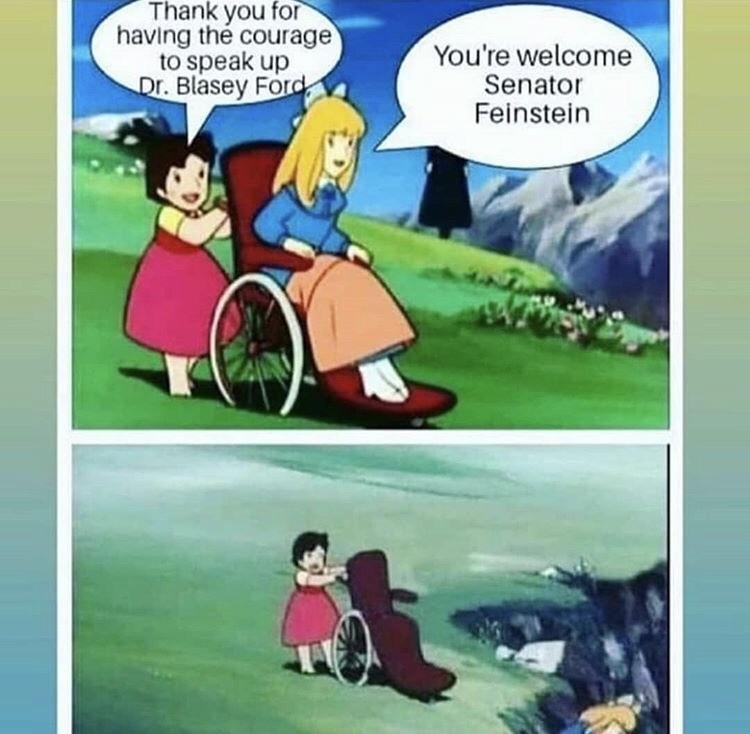 Thank you for
having the courage
to speak up
Dr. Blasey Ford
You're welcome
Senator
Feinstein